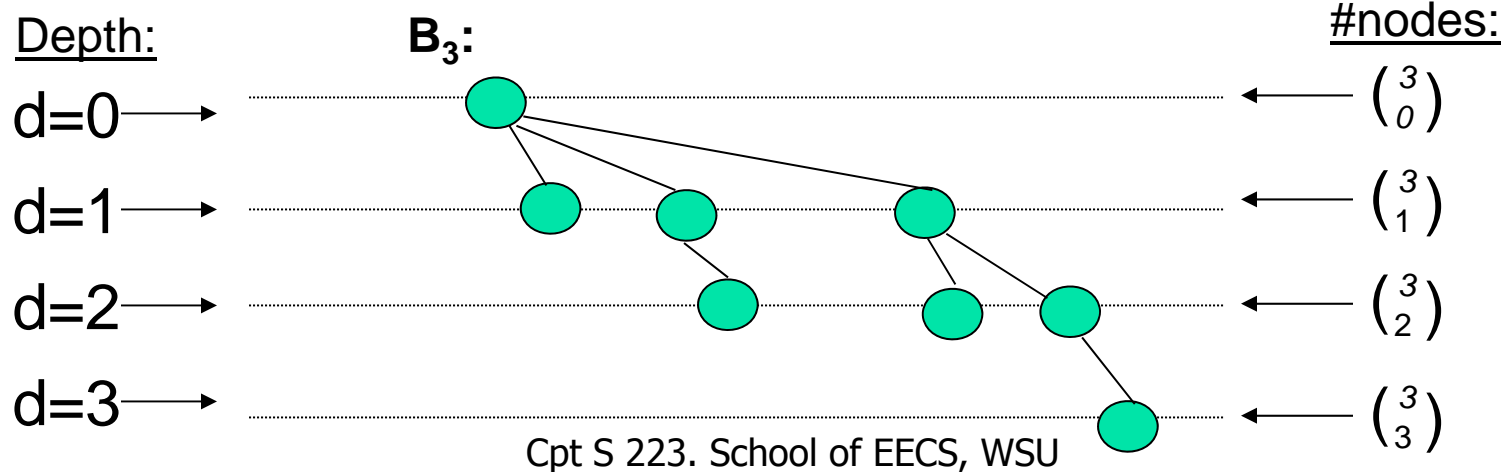 Depth: B₃: #nodes:
d=0 (3 0)
d=1 (3 1)
d=2 (3 2)
d=3 (3 3)
Cpt S 223. School of EECS, WSU